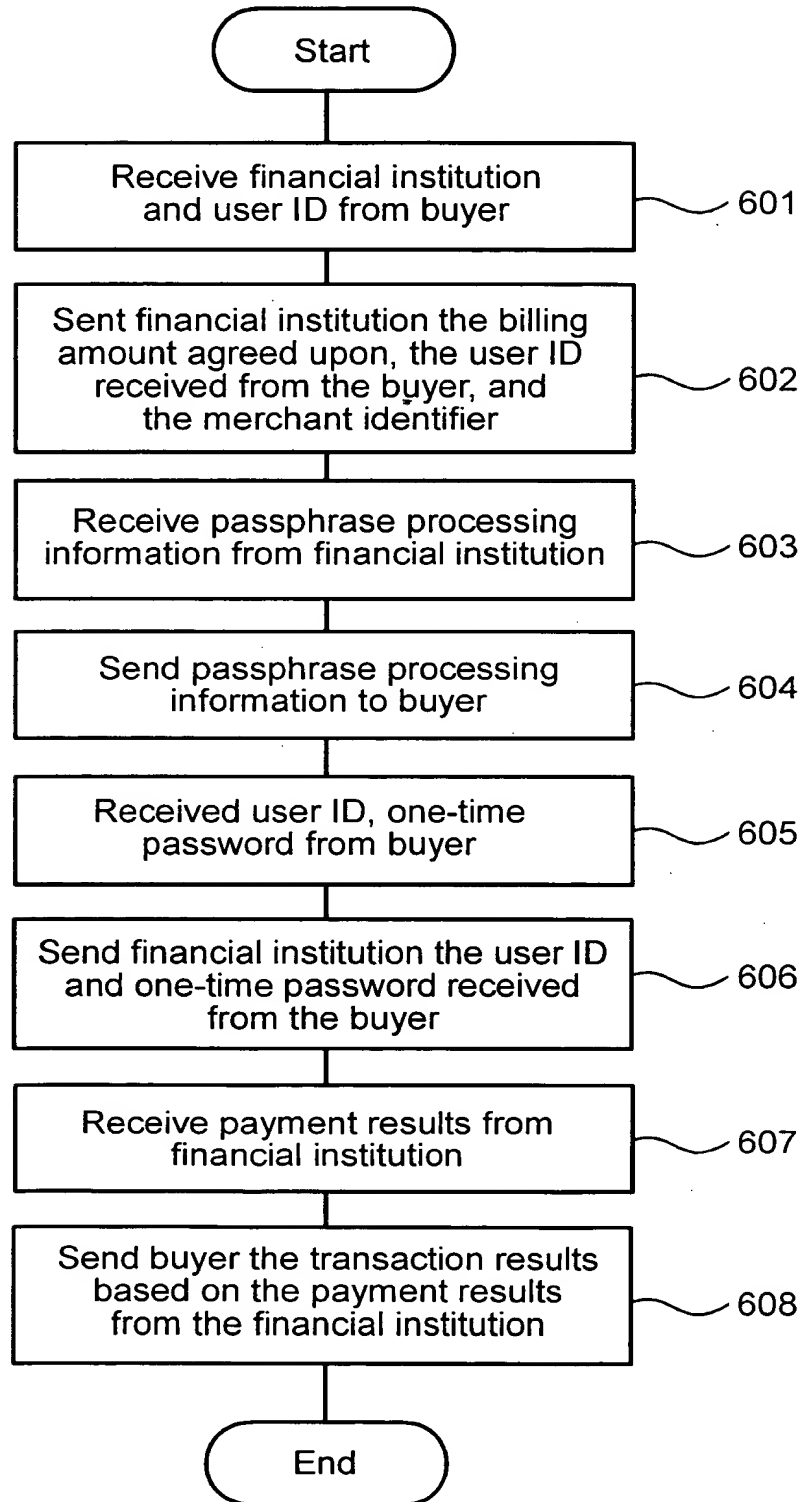 Start
Receive financial institution
and user ID from buyer
601
Sent financial institution the billing
amount agreed upon, the user ID
received from the buyer, and
the merchant identifier
602
Receive passphrase processing
information from financial institution
603
Send passphrase processing
information to buyer
604
Received user ID, one-time
password from buyer
605
Send financial institution the user ID
and one-time password received
from the buyer
606
Receive payment results from
financial institution
607
Send buyer the transaction results
based on the payment results
from the financial institution
608
End